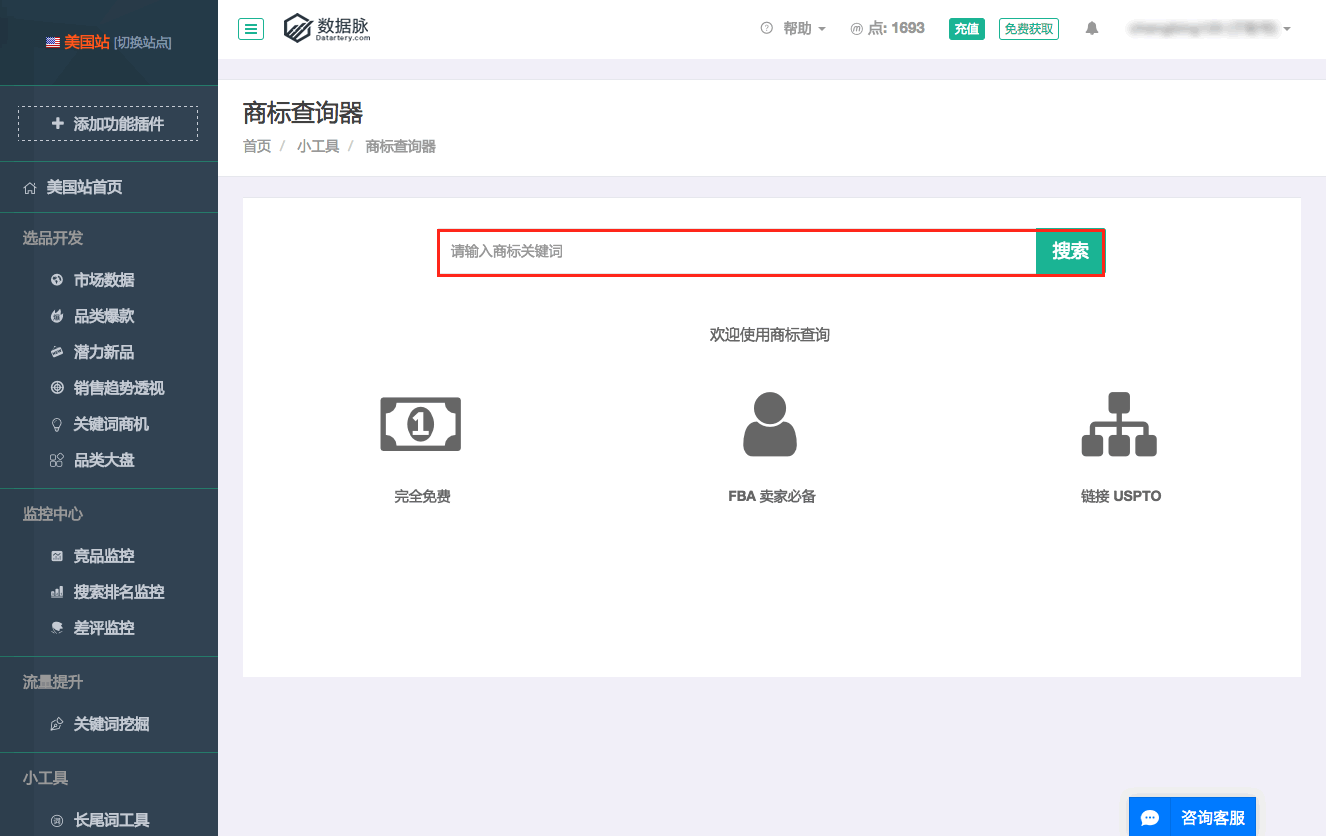 美国站 [切换站点]
添加功能插件
美国站首页
选品开发
市场数据
品类爆款
潜力新品
销售趋势透视
关键词商机
品类大盘
监控中心
竞品监控
搜索排名监控
差评监控
流量提升
关键词挖掘
小工具
长尾词工具
数据脉
Datartery.com
帮助
点: 1693
充值
免费获取
商标查询器
首页 / 小工具 / 商标查询器
请输入商标关键词
搜索
欢迎使用商标查询
1
完全免费
FBA 卖家必备
链接 USPTO
咨询客服